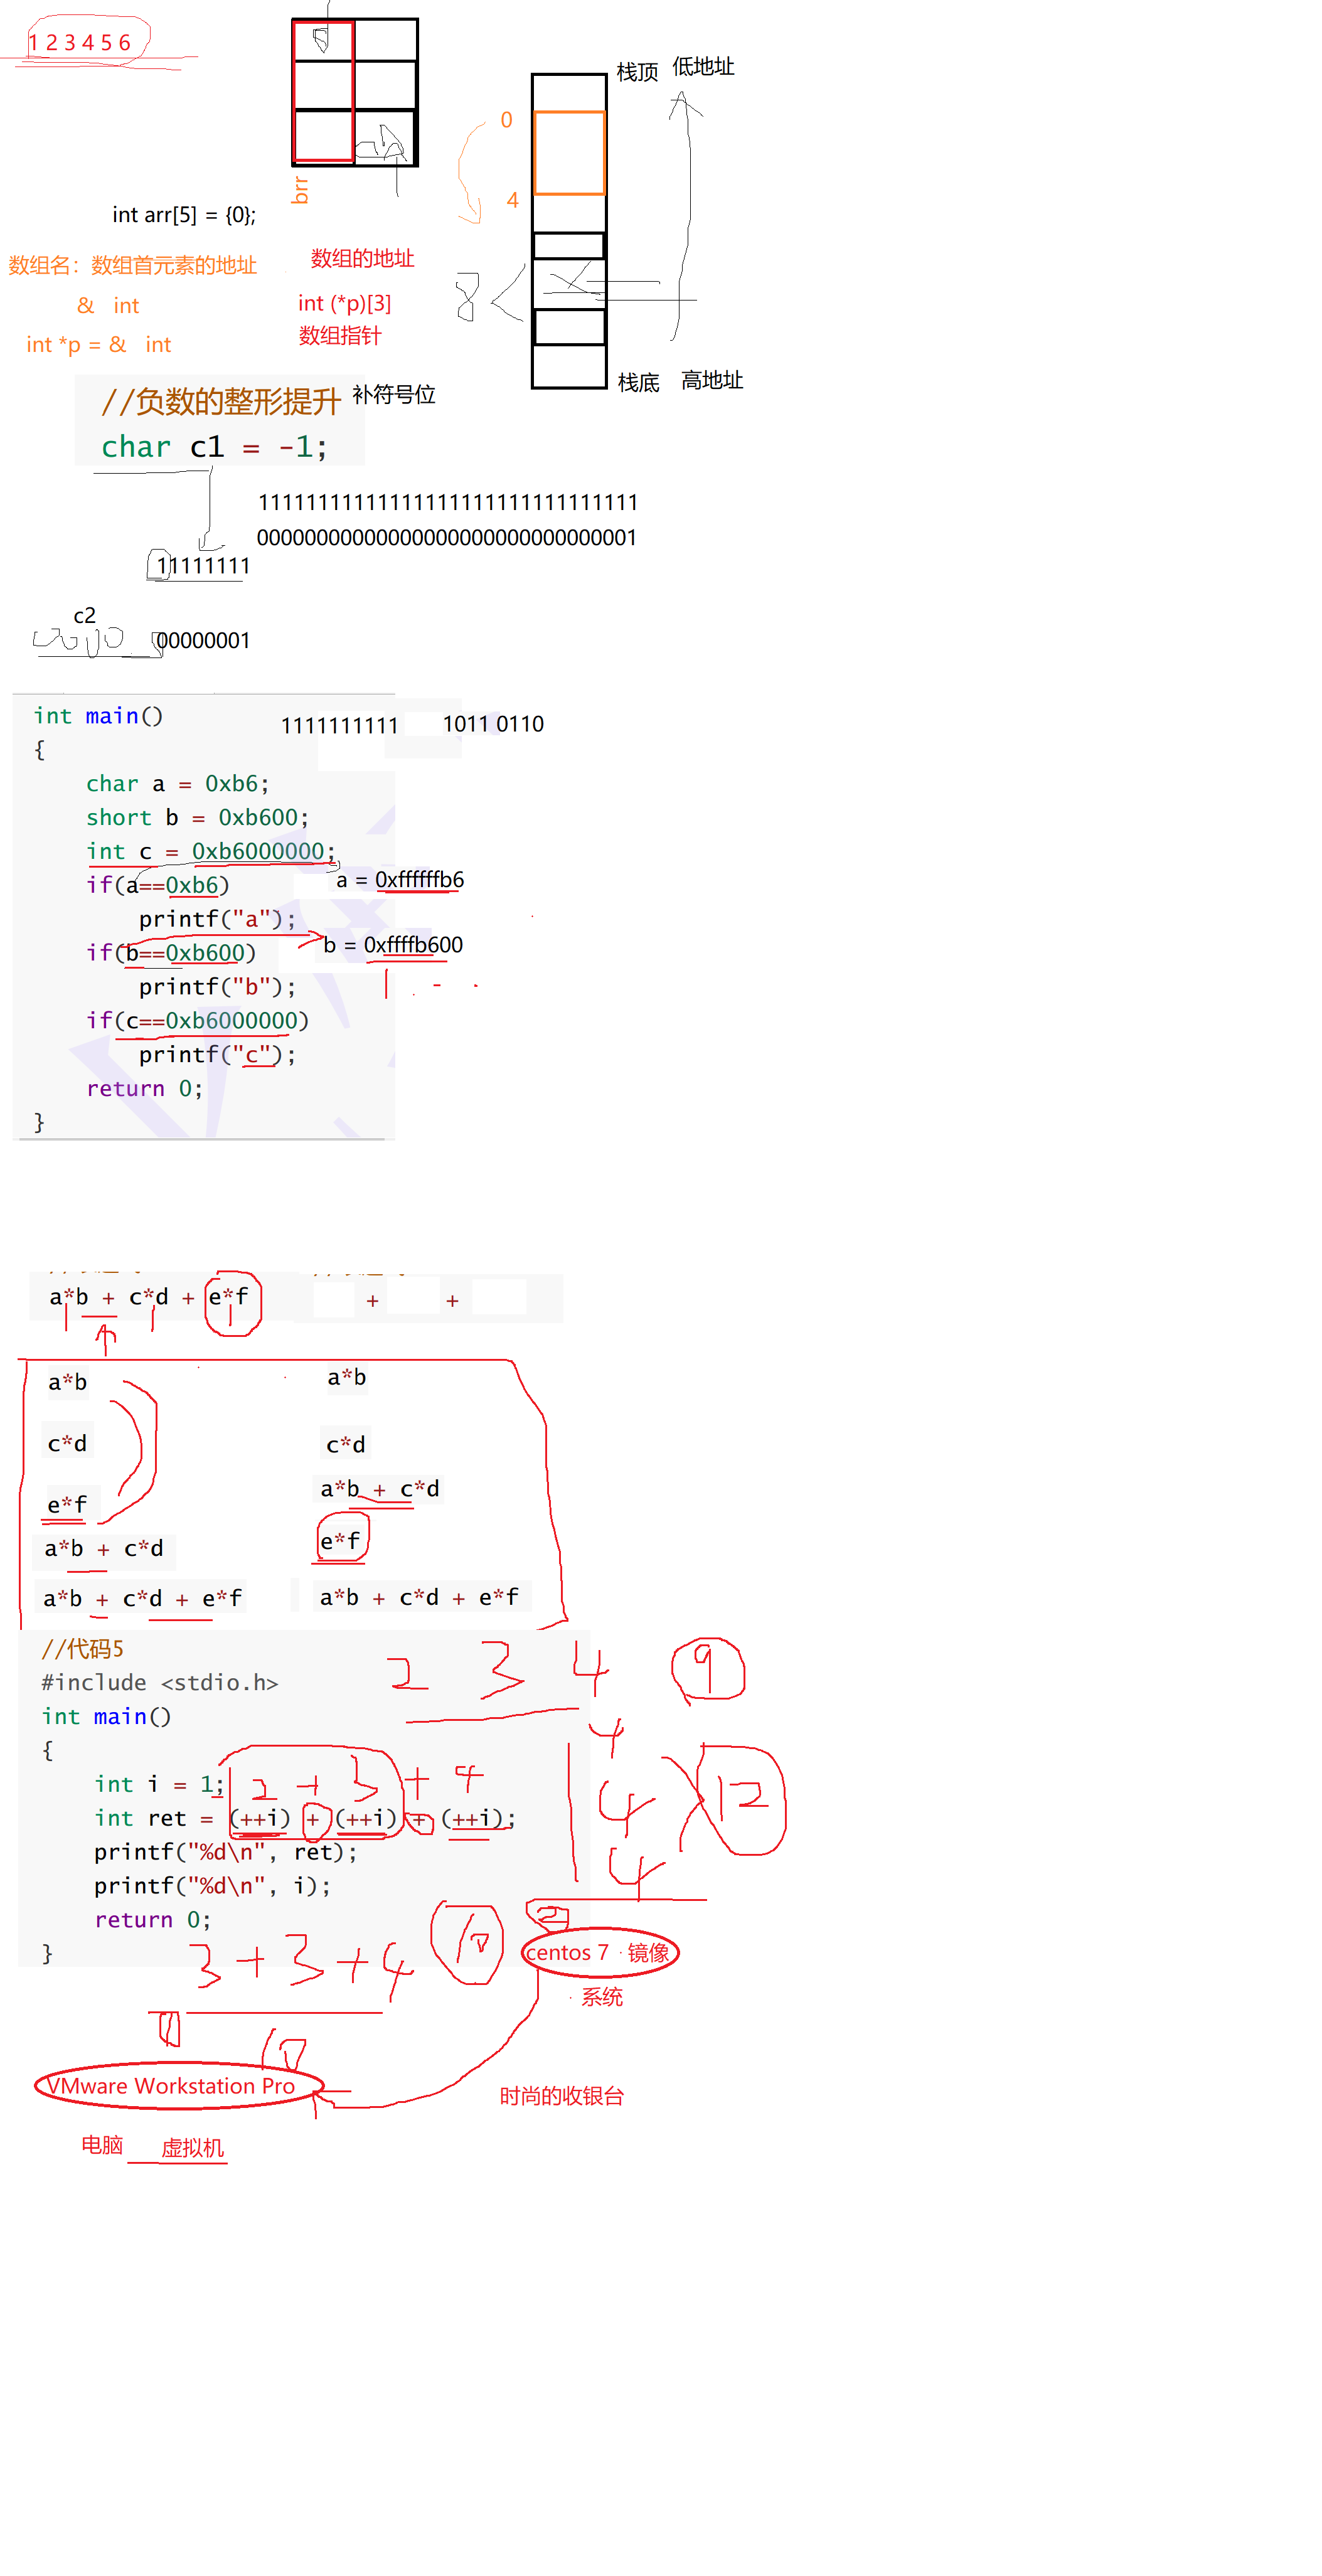 1 2 3 4 5 6
栈顶 低地址
0
4
brr
int arr[5] = {0};
数组名：数组首元素的地址
& int
int *p = & int
数组的地址
int (*p)[3]
数组指针
8
栈底 高地址
//负数的整形提升 补符号位
char c1 = -1;
11111111111111111111111111111111
00000000000000000000000000000001
11111111
c2
00000001
int main() 1111111111 1011 0110
{
char a = 0xb6;
short b = 0xb600;
int c = 0xb6000000;
if(a==0xb6) a = 0xffffffb6
printf("a");
if(b==0xb600) b = 0xffffb600
printf("b");
if(c==0xb6000000)
printf("c");
return 0;
}
a*b + c*d + e*f
+ +
a*b
c*d
e*f
a*b + c*d
a*b + c*d + e*f
a*b
c*d
a*b + c*d
e*f
a*b + c*d + e*f
//代码5
2 3 4 9
#include <stdio.h>
int main()
{
4
4 12
4
2 + 3 + 4
int i = 1;
int ret = (++i) + (++i) + (++i);
printf("%d\n", ret);
printf("%d\n", i);
return 0;
}
3+3+4 10
10
2
centos 7 镜像
系统
1
VMware Workstation Pro
时尚的收银台
电脑 虚拟机